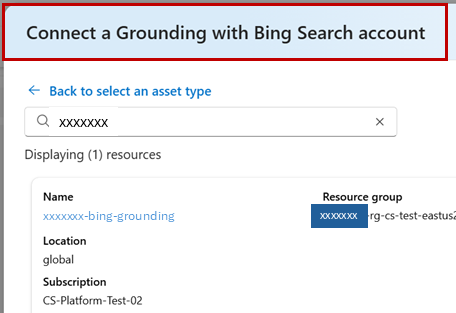 Connect a Grounding with Bing Search account
← Back to select an asset type
xxxxxxx
Displaying (1) resources
Name
Resource group
xxxxxxx-bing-grounding
xxxxxxx-rg-cs-test-eastus2
Location
global
Subscription
CS-Platform-Test-02